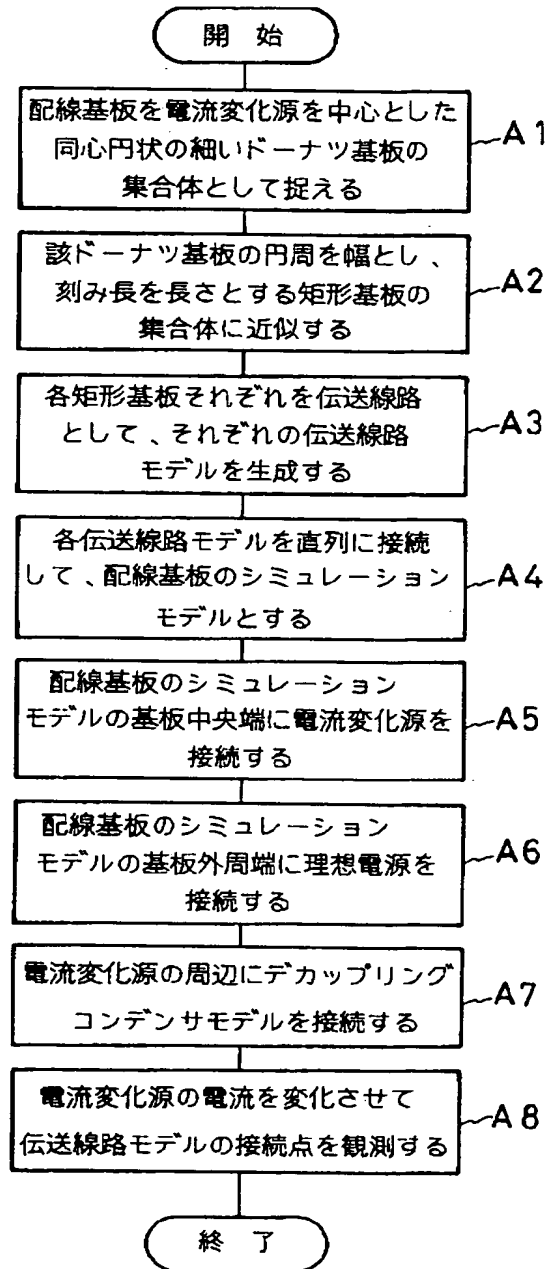 開 始
配線基板を電流変化源を中心とした
同心円状の細いドーナツ基板の
集合体として捉える
A1
該ドーナツ基板の円周を幅とし、
刻み長を長さとする矩形基板の
集合体に近似する
A2
各矩形基板それぞれを伝送線路
として、それぞれの伝送線路
モデルを生成する
A3
各伝送線路モデルを直列に接続
して、配線基板のシミュレーション
モデルとする
A4
配線基板のシミュレーション
モデルの基板中央端に電流変化源を
接続する
A5
配線基板のシミュレーション
モデルの基板外周端に理想電源を
接続する
A6
電流変化源の周辺にデカップリング
コンデンサモデルを接続する
A7
電流変化源の電流を変化させて
伝送線路モデルの接続点を観測する
A8
終 了